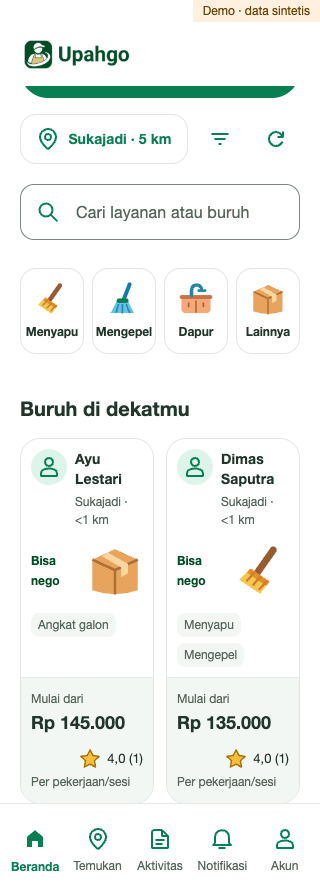 Demo · data sintetis
Upahgo
Sukajadi · 5 km
Cari layanan atau buruh
Menyapu
Mengepel
Dapur
Lainnya
Buruh di dekatmu
Ayu
Lestari
Sukajadi ·
<1 km
Bisa
nego
Angkat galon
Mulai dari
Rp 145.000
4,0 (1)
Per pekerjaan/sesi
Dimas
Saputra
Sukajadi ·
<1 km
Bisa
nego
Menyapu
Mengepel
Mulai dari
Rp 135.000
4,0 (1)
Per pekerjaan/sesi
Beranda
Temukan
Aktivitas
Notifikasi
Akun